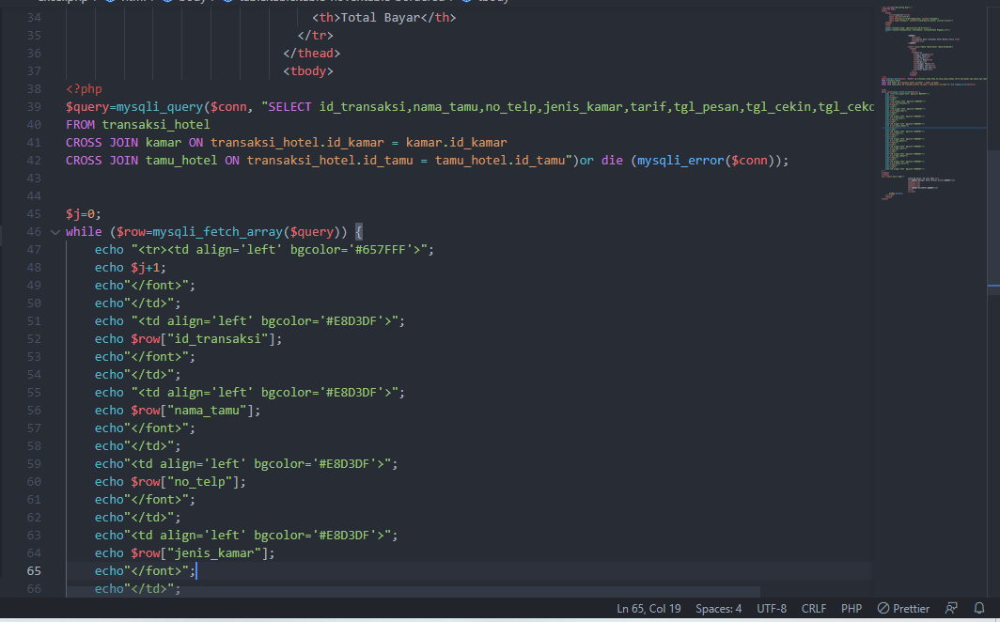 34 <th>Total Bayar</th>
35 </tr>
36 </thead>
37 <tbody>
38 <?php
39 $query=mysqli_query($conn, "SELECT id_transaksi,nama_tamu,no_telp,jenis_kamar,tarif,tgl_pesan,tgl_cekin,tgl_cekc
40 FROM transaksi_hotel
41 CROSS JOIN kamar ON transaksi_hotel.id_kamar = kamar.id_kamar
42 CROSS JOIN tamu_hotel ON transaksi_hotel.id_tamu = tamu_hotel.id_tamu")or die (mysqli_error($conn));
43
44
45 $j=0;
46 while ($row=mysqli_fetch_array($query)) {
47 echo "<tr><td align='left' bgcolor='#657FFF'>";
48 echo $j+1;
49 echo"</font>";
50 echo"</td>";
51 echo "<td align='left' bgcolor='#E8D3DF'>";
52 echo $row["id_transaksi"];
53 echo"</font>";
54 echo"</td>";
55 echo "<td align='left' bgcolor='#E8D3DF'>";
56 echo $row["nama_tamu"];
57 echo"</font>";
58 echo"</td>";
59 echo"<td align='left' bgcolor='#E8D3DF'>";
60 echo $row["no_telp"];
61 echo"</font>";
62 echo"</td>";
63 echo"<td align='left' bgcolor='#E8D3DF'>";
64 echo $row["jenis_kamar"];
65 echo"</font>";
66 echo"</td>";
Ln 65, Col 19 Spaces: 4 UTF-8 CRLF PHP Prettier